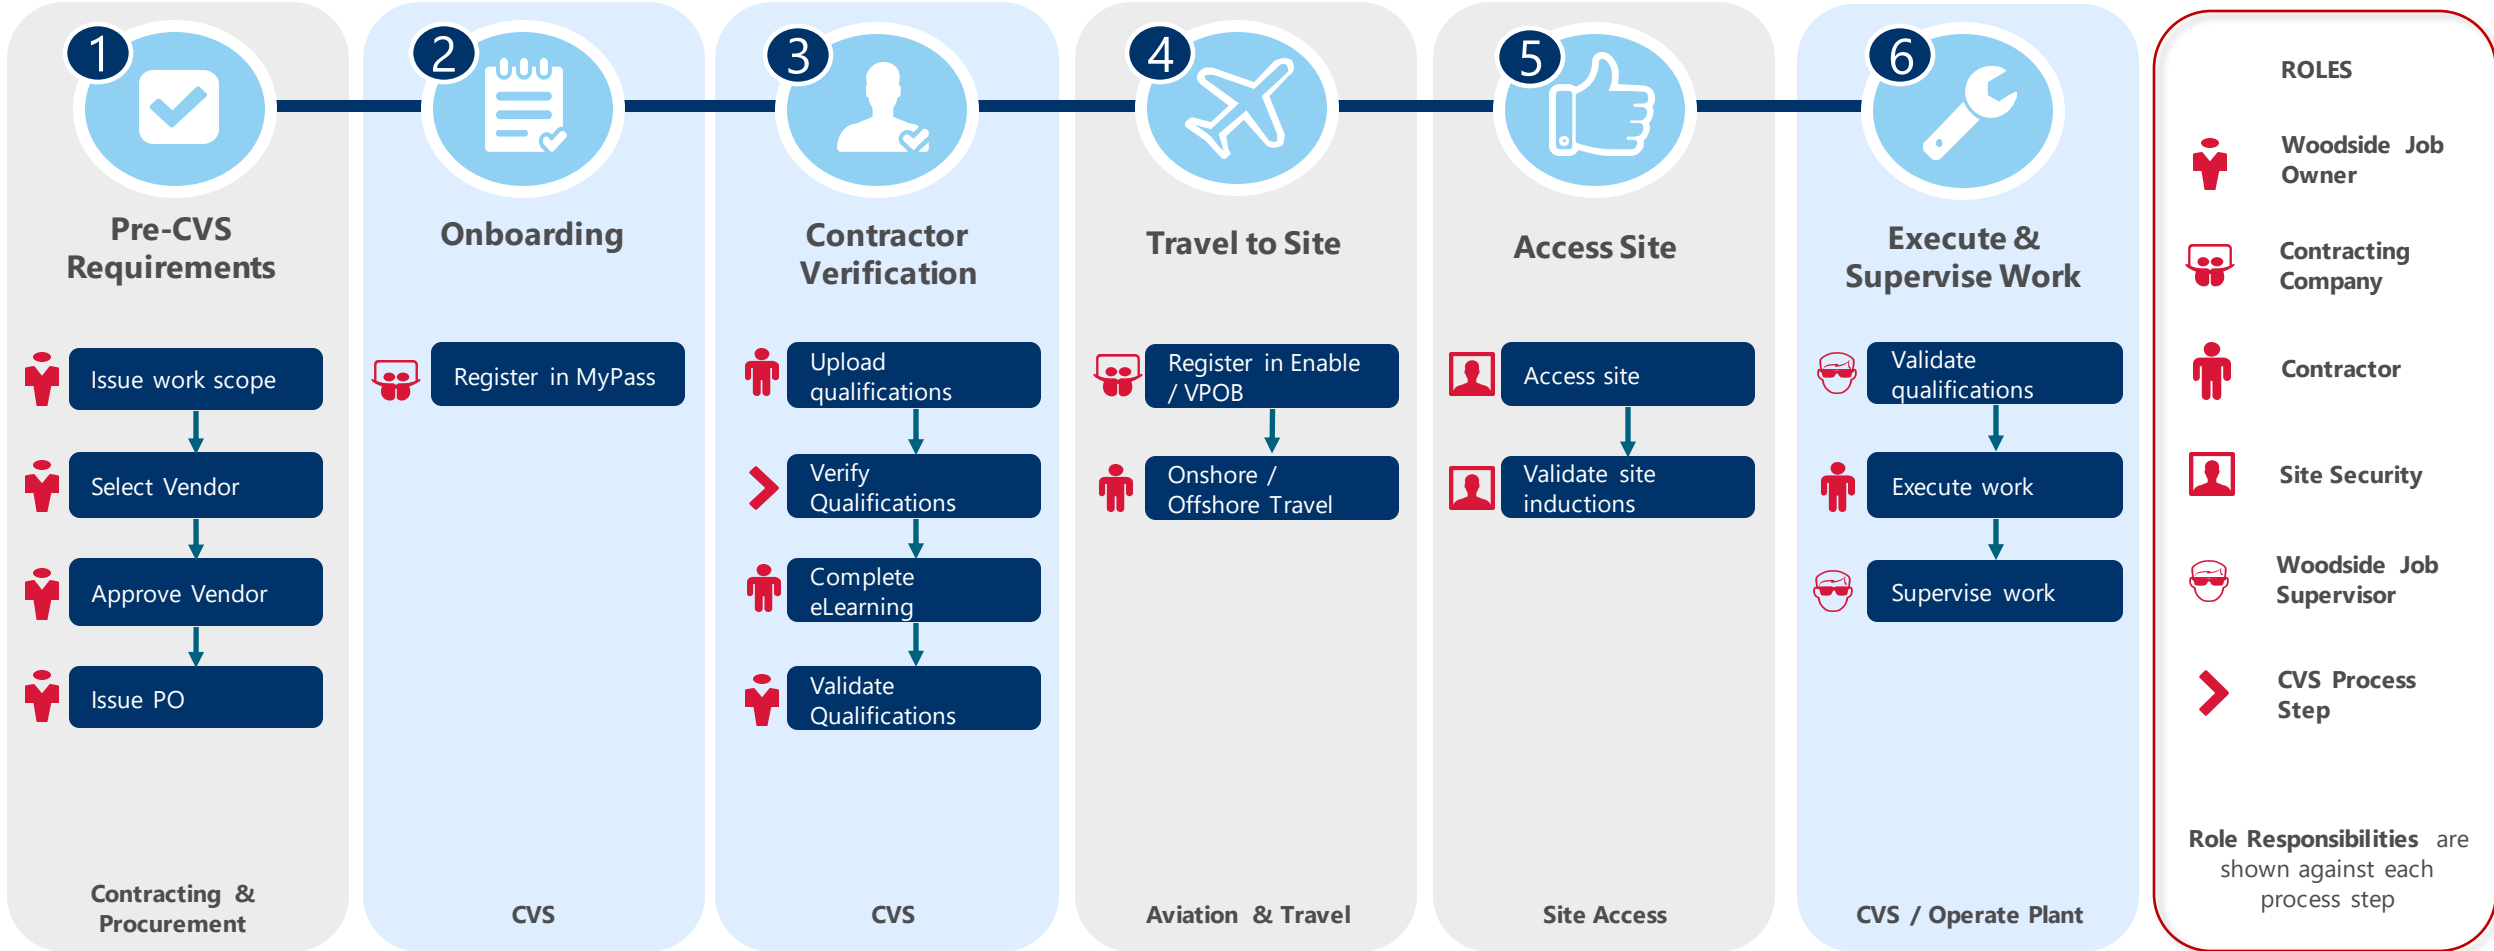 1
Pre-CVS
Requirements
Issue work scope
Select Vendor
Approve Vendor
Issue PO
Contracting &
Procurement
2
Onboarding
Register in MyPass
CVS
3
Contractor
Verification
Upload
qualifications
Verify
Qualifications
Complete
eLearning
Validate
Qualifications
CVS
4
Travel to Site
Register in Enable
/ VPOB
Onshore /
Offshore Travel
Aviation & Travel
5
Access Site
Access site
Validate site
inductions
Site Access
6
Execute &
Supervise Work
Validate
qualifications
Execute work
Supervise work
CVS / Operate Plant
ROLES
Woodside Job
Owner
Contracting
Company
Contractor
Site Security
Woodside Job
Supervisor
CVS Process
Step
Role Responsibilities are
shown against each
process step